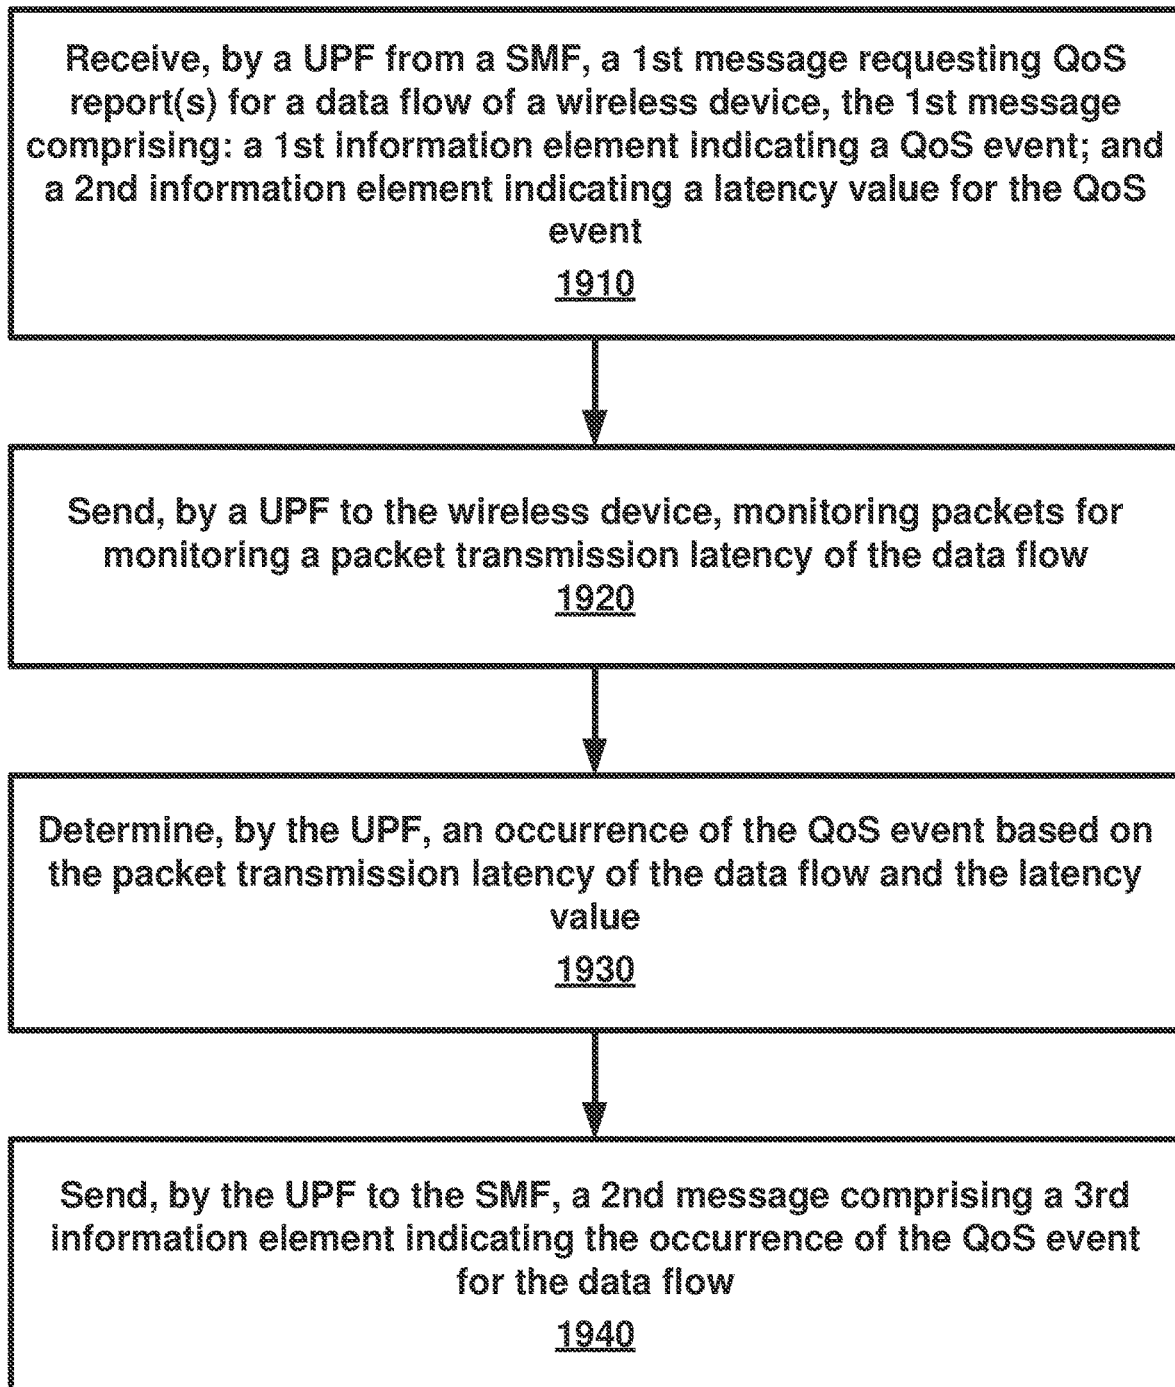 Receive, by a UPF from a SMF, a 1st message requesting QoS
report(s) for a data flow of a wireless device, the 1st message
comprising: a 1st information element indicating a QoS event; and
a 2nd information element indicating a latency value for the QoS
event
1910
Send, by a UPF to the wireless device, monitoring packets for
monitoring a packet transmission latency of the data flow
1920
Determine, by the UPF, an occurrence of the QoS event based on
the packet transmission latency of the data flow and the latency
value
1930
Send, by the UPF to the SMF, a 2nd message comprising a 3rd
information element indicating the occurrence of the QoS event
for the data flow
1940